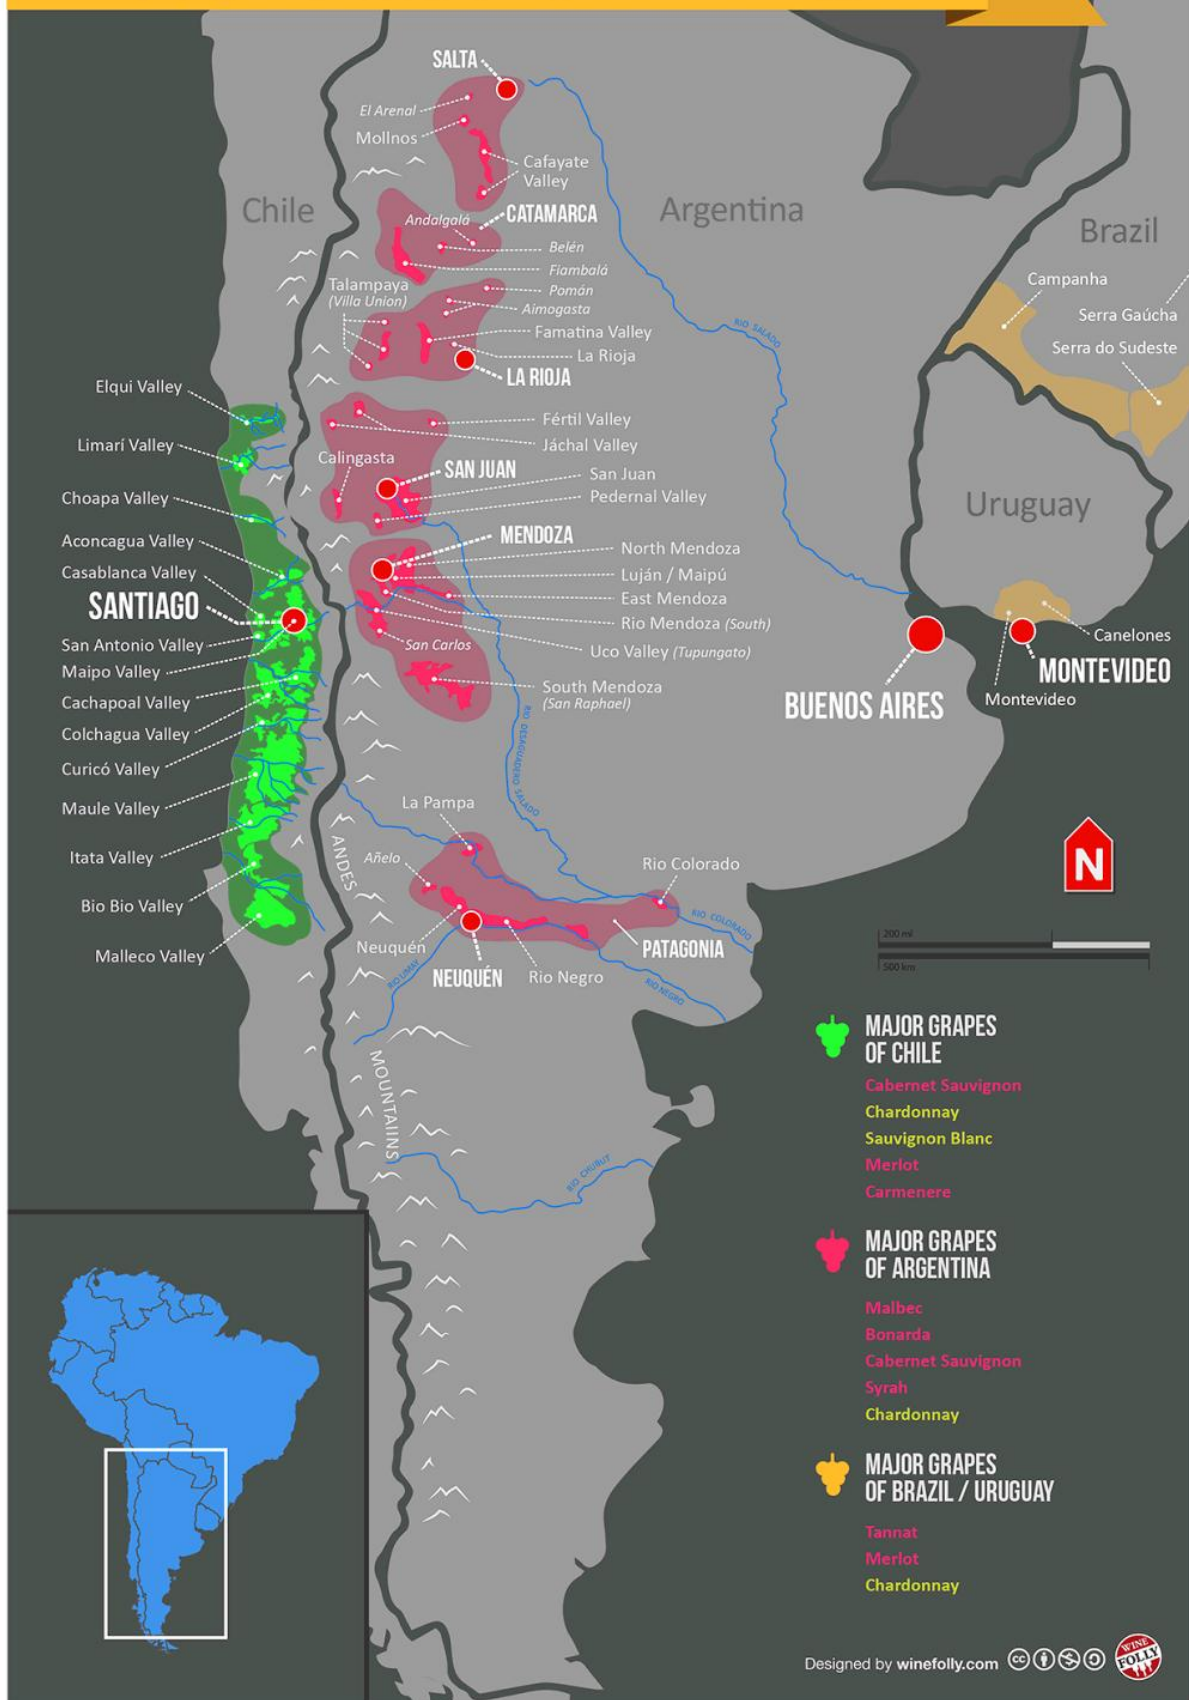 SALTA
El Arenal
Mollnos
Cafayate
Valley
Chile
Argentina
Brazil
Andalgalá
CATAMARCA
Belén
Fiambalá
Talampaya
(Villa Union)
Pomán
Aimogasta
Famatina Valley
La Rioja
LA RIOJA
RIO SALADO
Campanha
Serra Gaúcha
Serra do Sudeste
Elqui Valley
Limarí Valley
Choapa Valley
Aconcagua Valley
Casablanca Valley
SANTIAGO
San Antonio Valley
Maipo Valley
Cachapoal Valley
Colchagua Valley
Curicó Valley
Maule Valley
Itata Valley
Bio Bio Valley
Malleco Valley
Fértil Valley
Jáchal Valley
Calingasta
SAN JUAN
San Juan
Pedernal Valley
MENDOZA
North Mendoza
Luján / Maipú
East Mendoza
Rio Mendoza (South)
Uco Valley (Tupungato)
San Carlos
South Mendoza
(San Raphael)
RIO DESAGUADERO SALADO
Uruguay
Canelones
MONTEVIDEO
Montevideo
BUENOS AIRES
La Pampa
Añelo
Neuquén
NEUQUÉN
Rio Negro
Rio Colorado
PATAGONIA
RIO COLORADO
RIO NEGRO
RIO LIMAY
ANDES
MOUNTAIINS
RIO CHUBUT
N
200 mi
500 km
MAJOR GRAPES
OF CHILE
Cabernet Sauvignon
Chardonnay
Sauvignon Blanc
Merlot
Carmenere
MAJOR GRAPES
OF ARGENTINA
Malbec
Bonarda
Cabernet Sauvignon
Syrah
Chardonnay
MAJOR GRAPES
OF BRAZIL / URUGUAY
Tannat
Merlot
Chardonnay
Designed by winefolly.com
cc
WINE
FOLLY